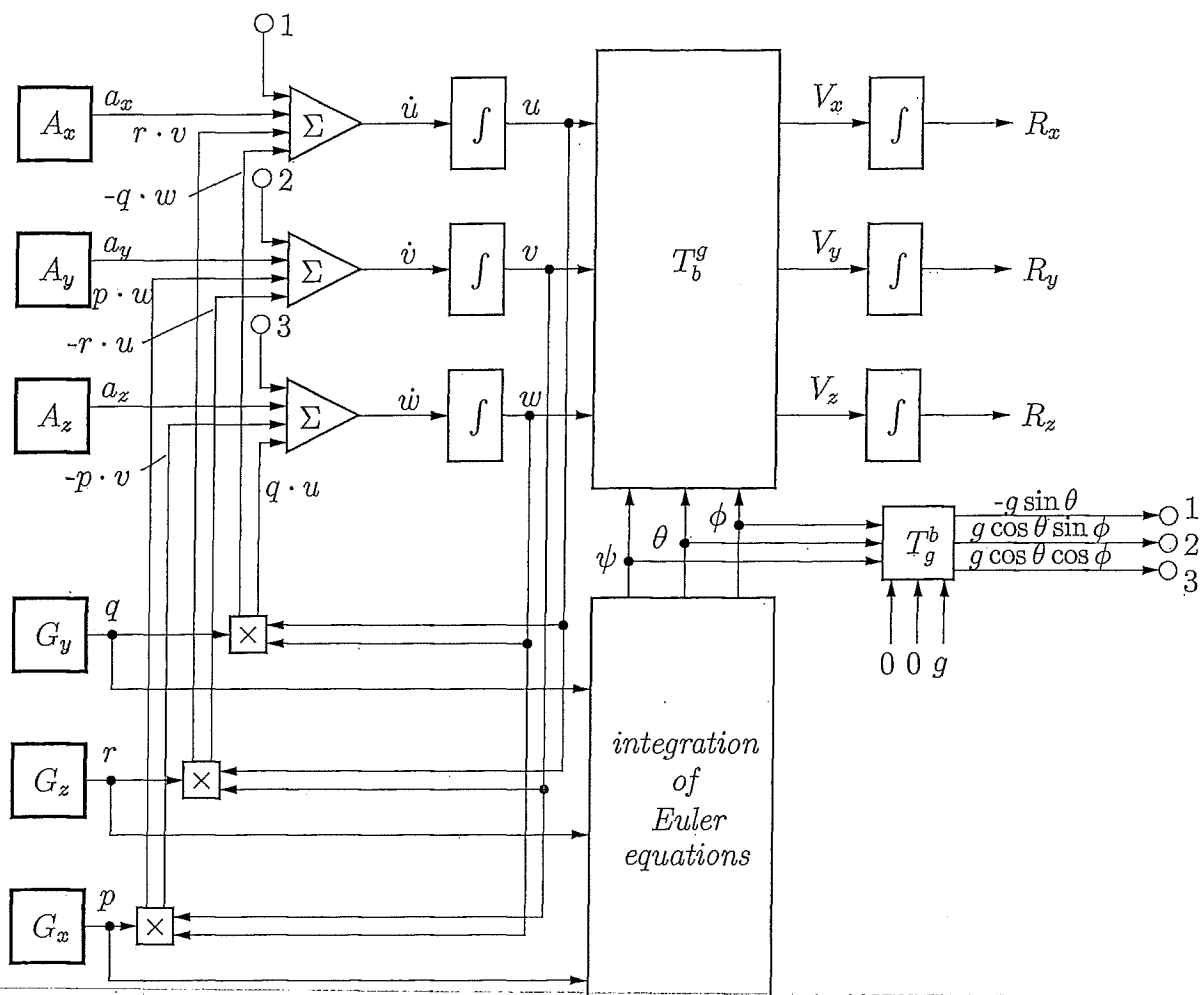 1
A_x
a_x
r · v
Σ
u̇
∫
u
V_x
∫
R_x
-q · w
2
A_y
a_y
p · w
Σ
v̇
∫
v
T_b^g
V_y
∫
R_y
-r · u
3
A_z
a_z
Σ
ẇ
∫
w
V_z
∫
R_z
-p · v
q · u
ψ
θ
ϕ
T_g^b
-g sin θ
1
g cos θ sin ϕ
2
g cos θ cos ϕ
3
0 0 g
G_y
q
×
G_z
r
×
G_x
p
×
integration
of
Euler
equations